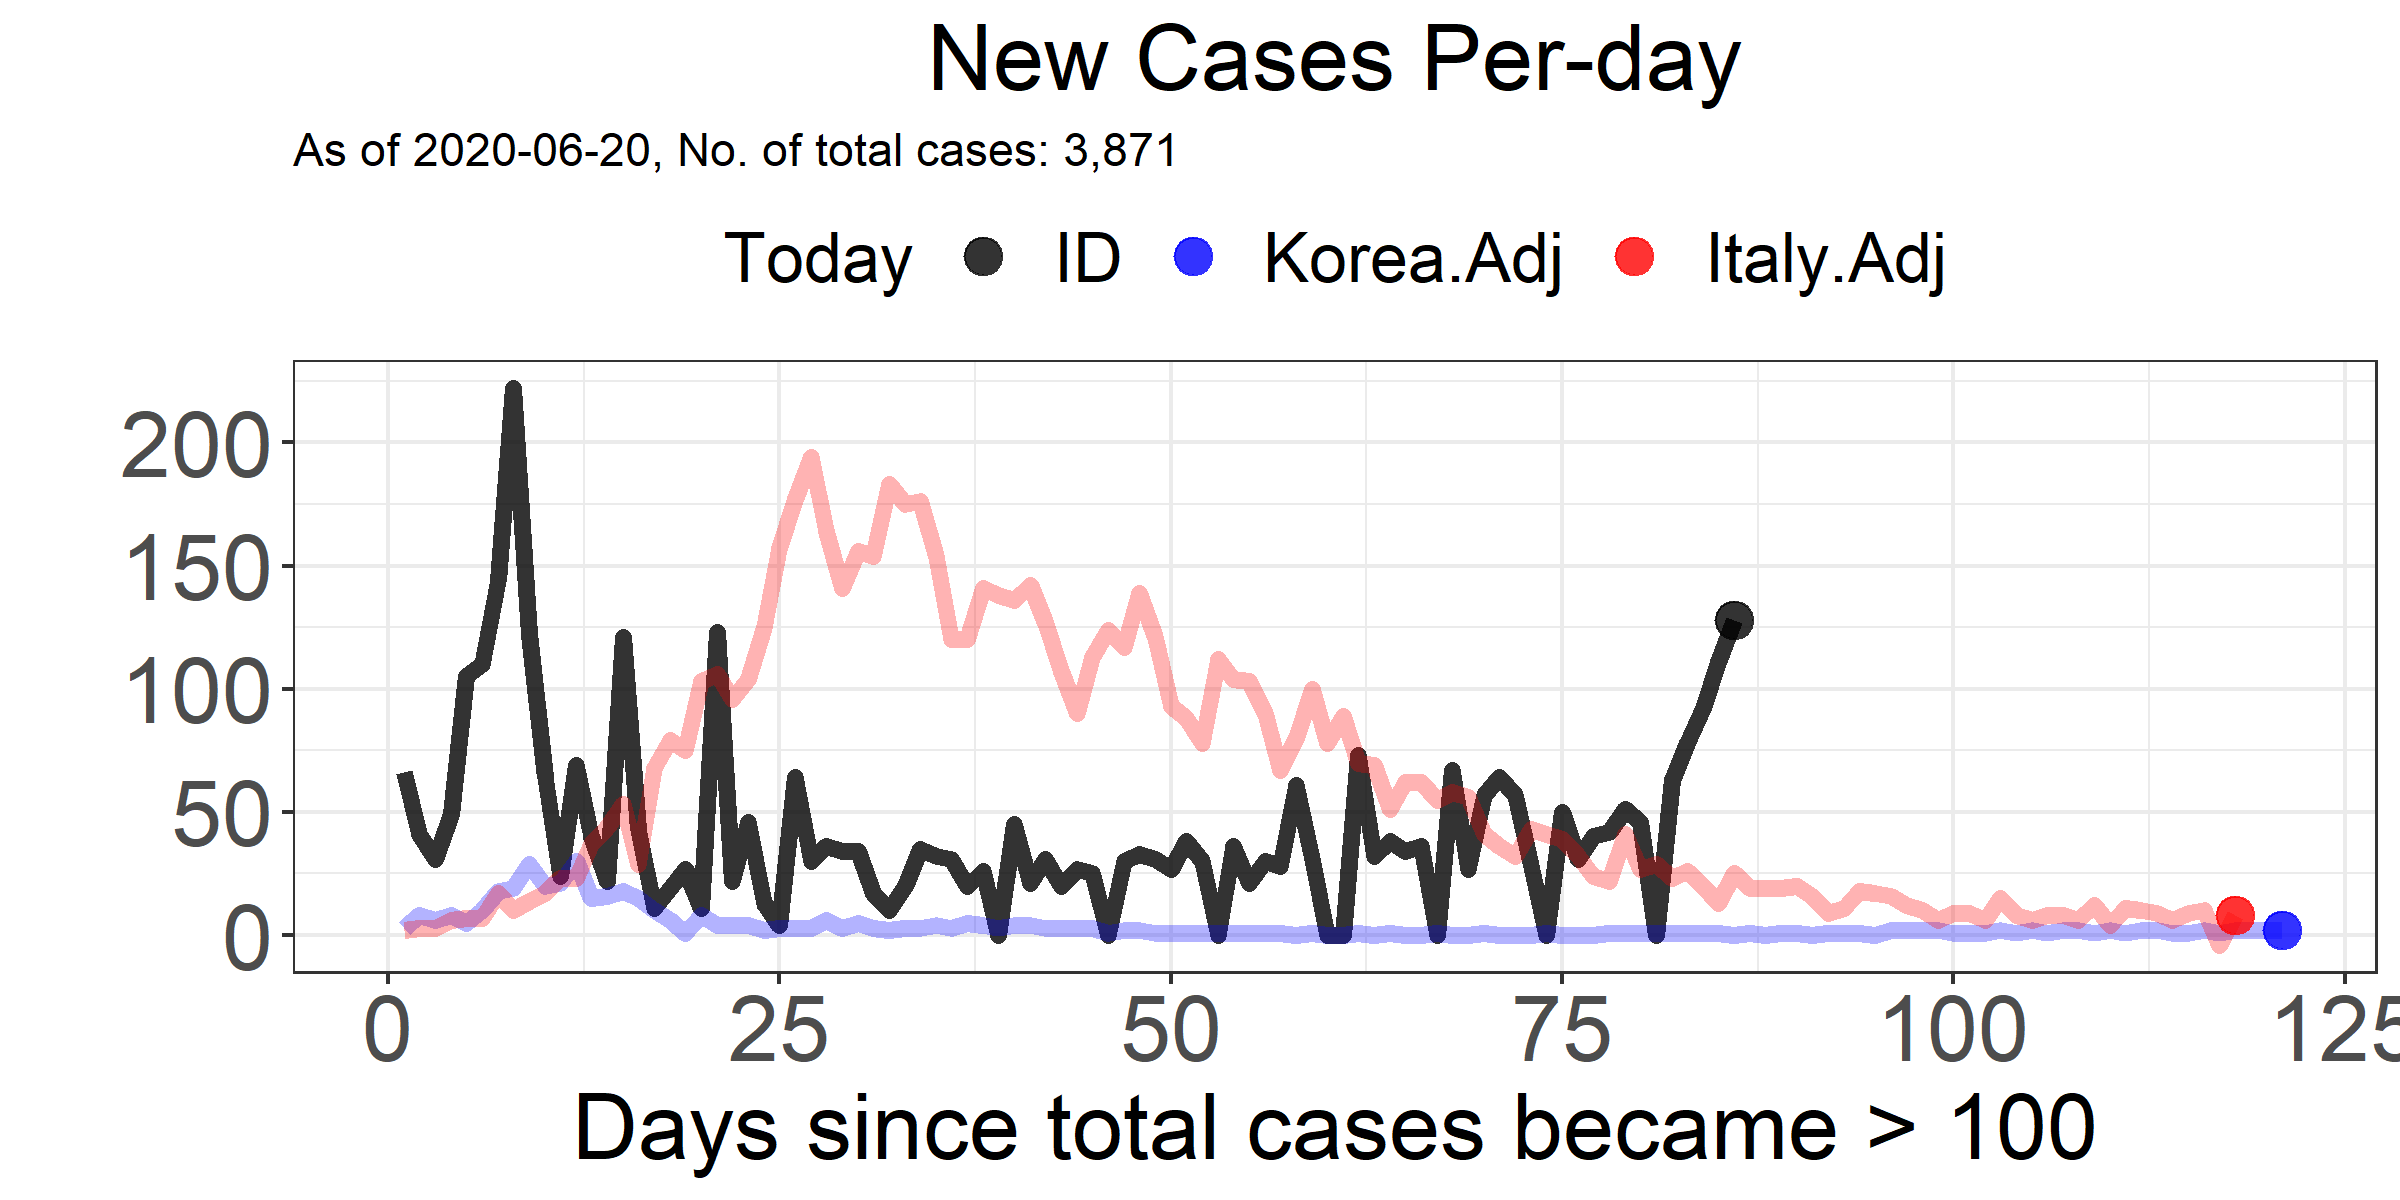 New Cases Per-day
As of 2020-06-20, No. of total cases: 3,871
Today ID Korea.Adj Italy.Adj
200
150
100
50
0
0 25 50 75 100 125
Days since total cases became > 100